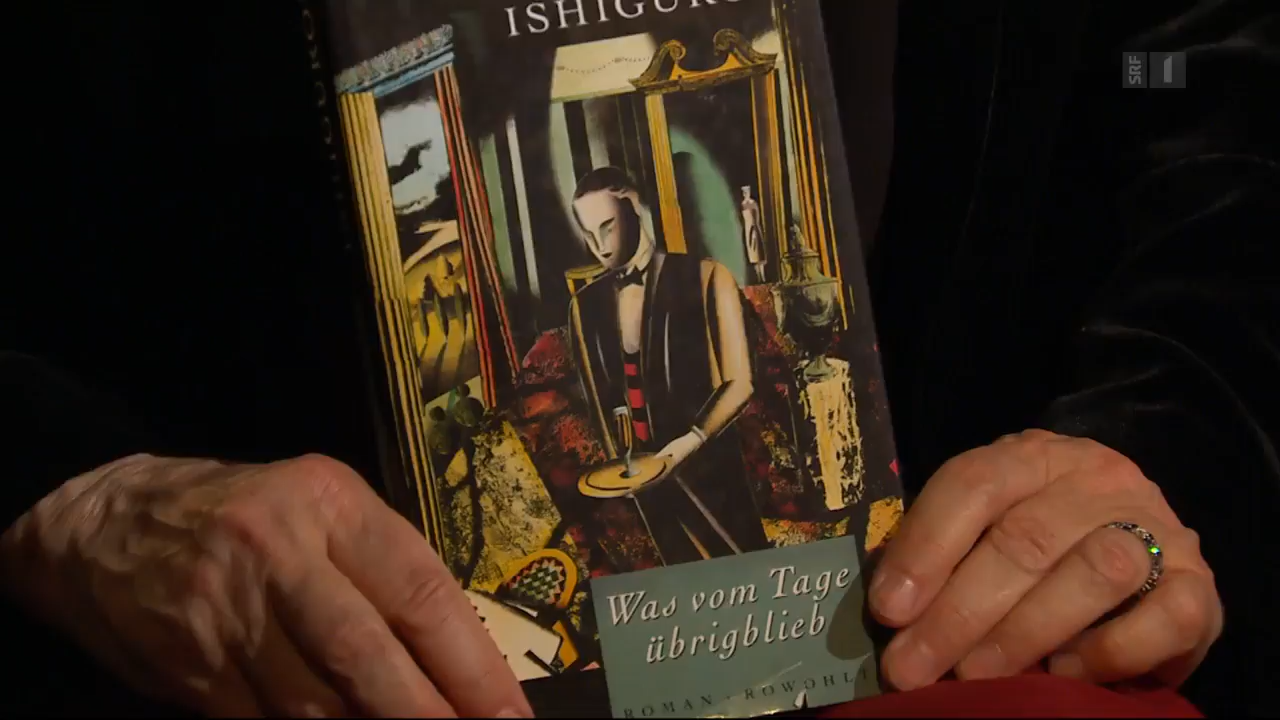 ISHIGURO
SRF 1
Was vom Tage
übrigblieb
ROMAN · ROWOHLT